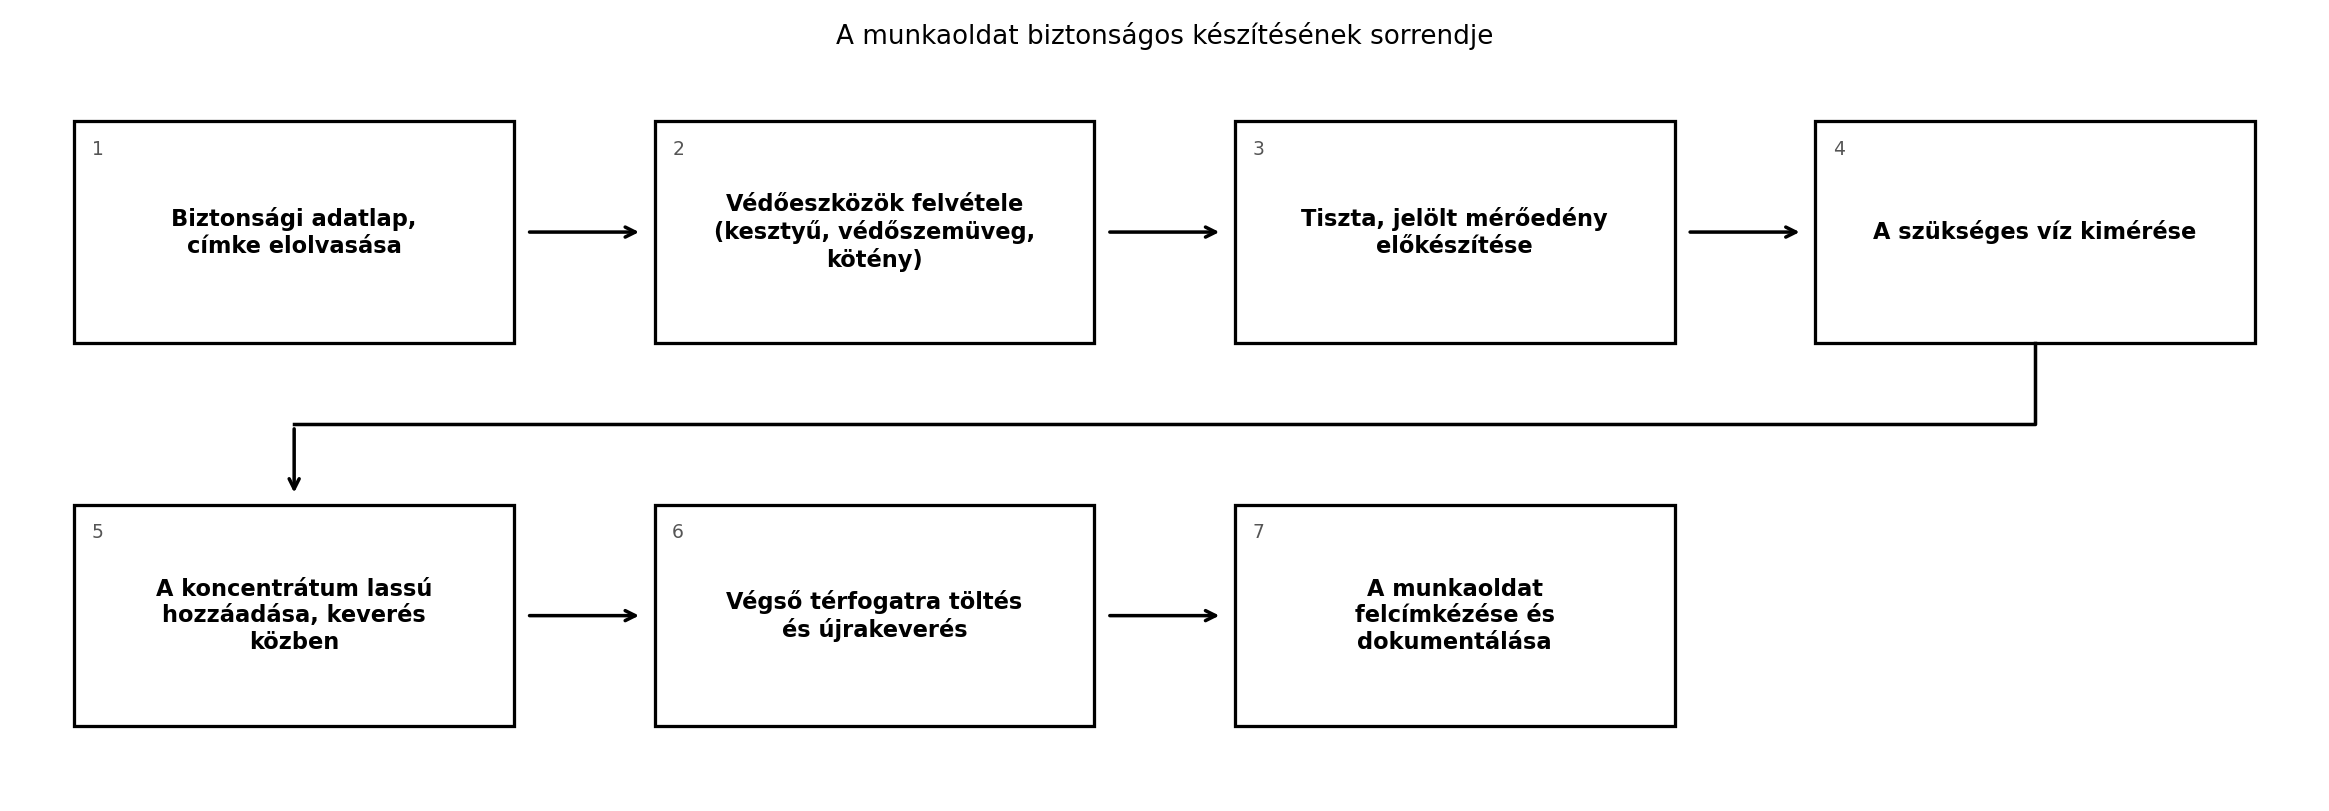 A munkaoldat biztonságos készítésének sorrendje
1
Biztonsági adatlap,
címke elolvasása
2
Védőeszközök felvétele
(kesztyű, védőszemüveg,
kötény)
3
Tiszta, jelölt mérőedény
előkészítése
4
A szükséges víz kimérése
5
A koncentrátum lassú
hozzáadása, keverés
közben
6
Végső térfogatra töltés
és újrakeverés
7
A munkaoldat
felcímkézése és
dokumentálása